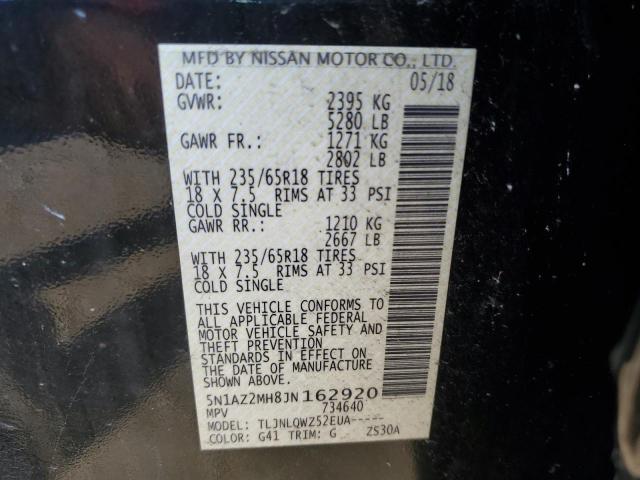 MFD BY NISSAN MOTOR CO., LTD.
DATE: 05/18
GVWR: 2395 KG
5280 LB
GAWR FR.: 1271 KG
2802 LB
WITH 235/65R18 TIRES
18 X 7.5 RIMS AT 33 PSI
COLD SINGLE
GAWR RR.: 1210 KG
2667 LB
WITH 235/65R18 TIRES
18 X 7.5 RIMS AT 33 PSI
COLD SINGLE
THIS VEHICLE CONFORMS TO
ALL APPLICABLE FEDERAL
MOTOR VEHICLE SAFETY AND
THEFT PREVENTION
STANDARDS IN EFFECT ON
THE DATE OF MANUFACTURE
SHOWN ABOVE.
5N1AZ2MH8JN162920
MPV 734640
MODEL: TLJNLQWZ52EUA-----
COLOR: G41 TRIM: G ZS30A